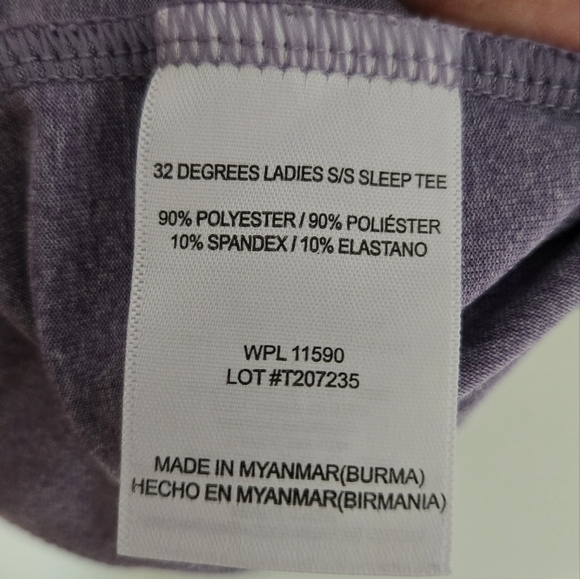 32 DEGREES LADIES S/S SLEEP TEE
90% POLYESTER / 90% POLIÉSTER
10% SPANDEX / 10% ELASTANO
WPL 11590
LOT #T207235
MADE IN MYANMAR(BURMA)
HECHO EN MYANMAR(BIRMANIA)